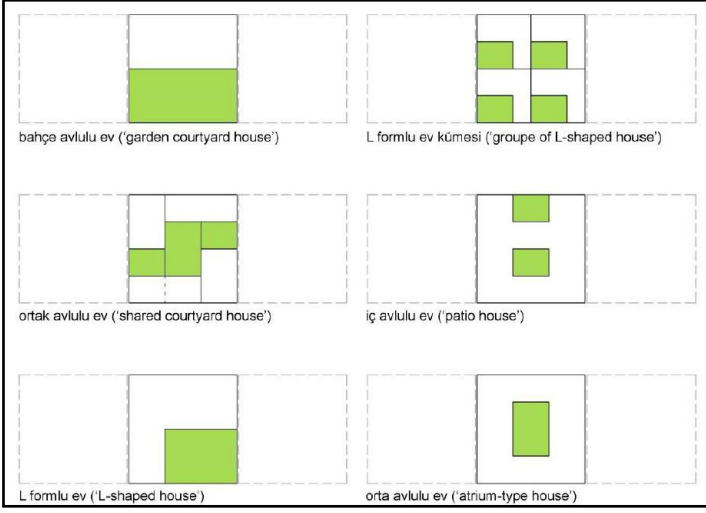 bahçe avlulu ev (‘garden courtyard house’)
L formlu ev kümesi (‘groupe of L-shaped house’)
ortak avlulu ev (‘shared courtyard house’)
iç avlulu ev (‘patio house’)
L formlu ev (‘L-shaped house’)
orta avlulu ev (‘atrium-type house’)